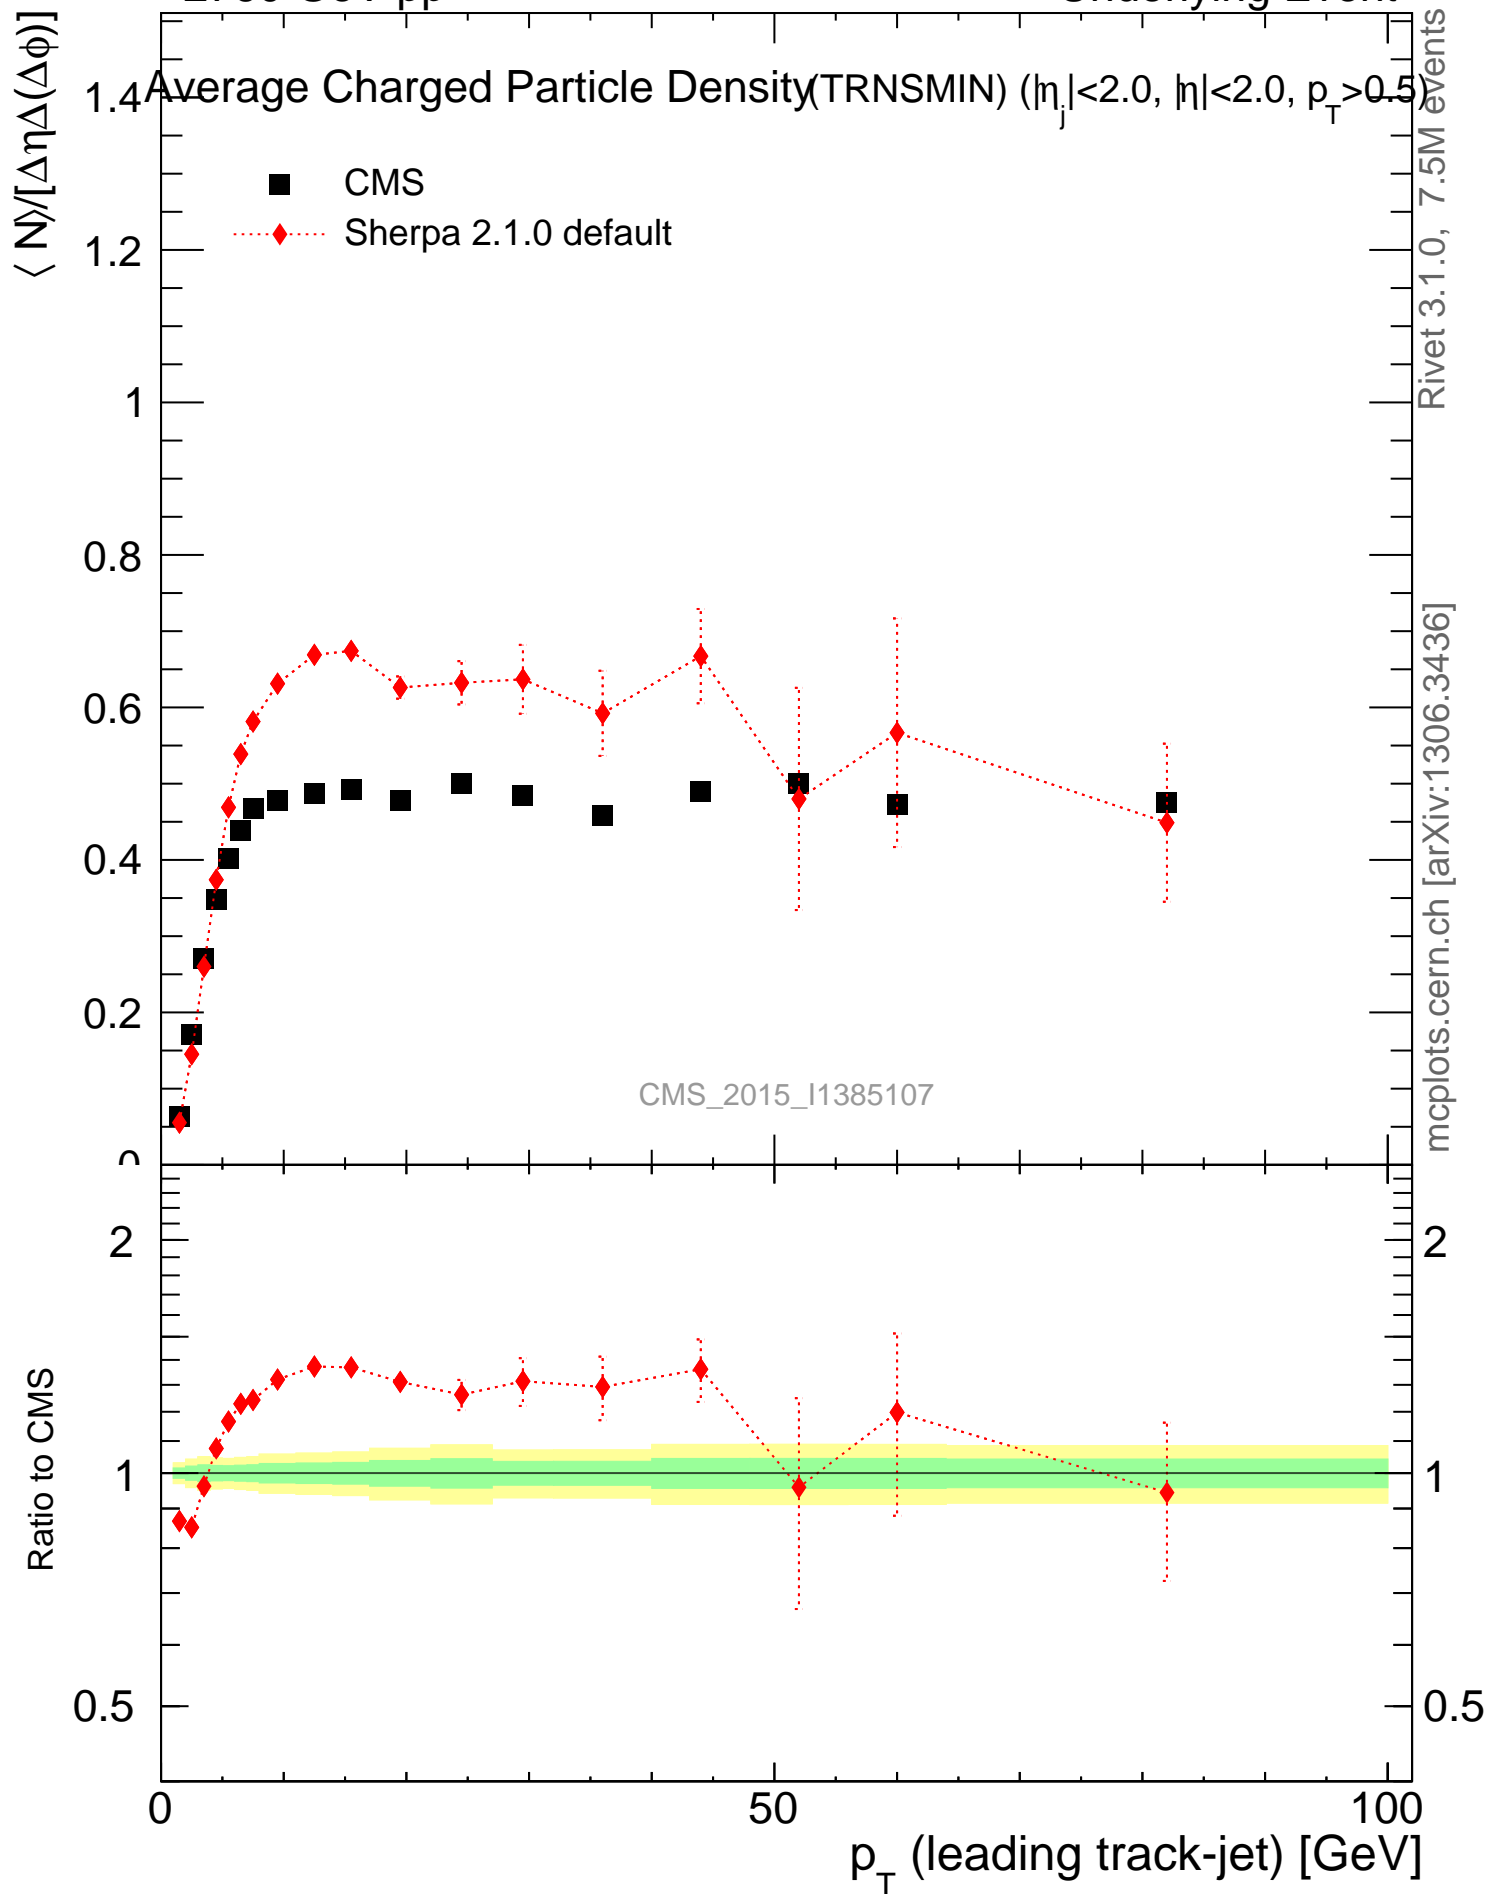 Average Charged Particle Density (TRNSMIN) (|η_j|<2.0, |η|<2.0, p_T>0.5)
⟨ N⟩/[ΔηΔ(Δϕ)]
CMS
Sherpa 2.1.0 default
1.4
1.2
1
0.8
0.6
0.4
0.2
0
CMS_2015_I1385107
Rivet 3.1.0, 7.5M events
mcplots.cern.ch [arXiv:1306.3436]
Ratio to CMS
2
1
0.5
2
1
0.5
0
50
100
p_T (leading track-jet) [GeV]